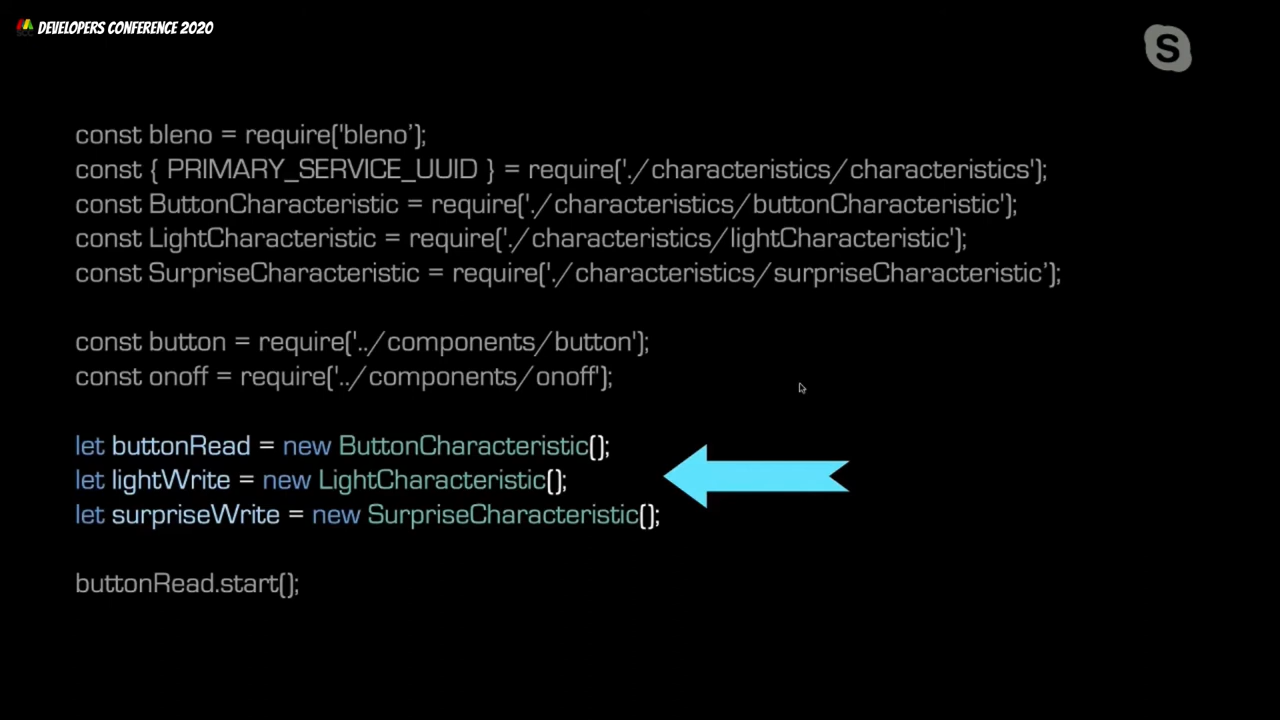 DEVELOPERS CONFERENCE 2020
S
const bleno = require('bleno’);
const { PRIMARY_SERVICE_UUID } = require('./characteristics/characteristics');
const ButtonCharacteristic = require('./characteristics/buttonCharacteristic');
const LightCharacteristic = require('./characteristics/lightCharacteristic');
const SurpriseCharacteristic = require('./characteristics/surpriseCharacteristic’);
const button = require('../components/button');
const onoff = require('../components/onoff');
let buttonRead = new ButtonCharacteristic();
let lightWrite = new LightCharacteristic();
let surpriseWrite = new SurpriseCharacteristic();
buttonRead.start();